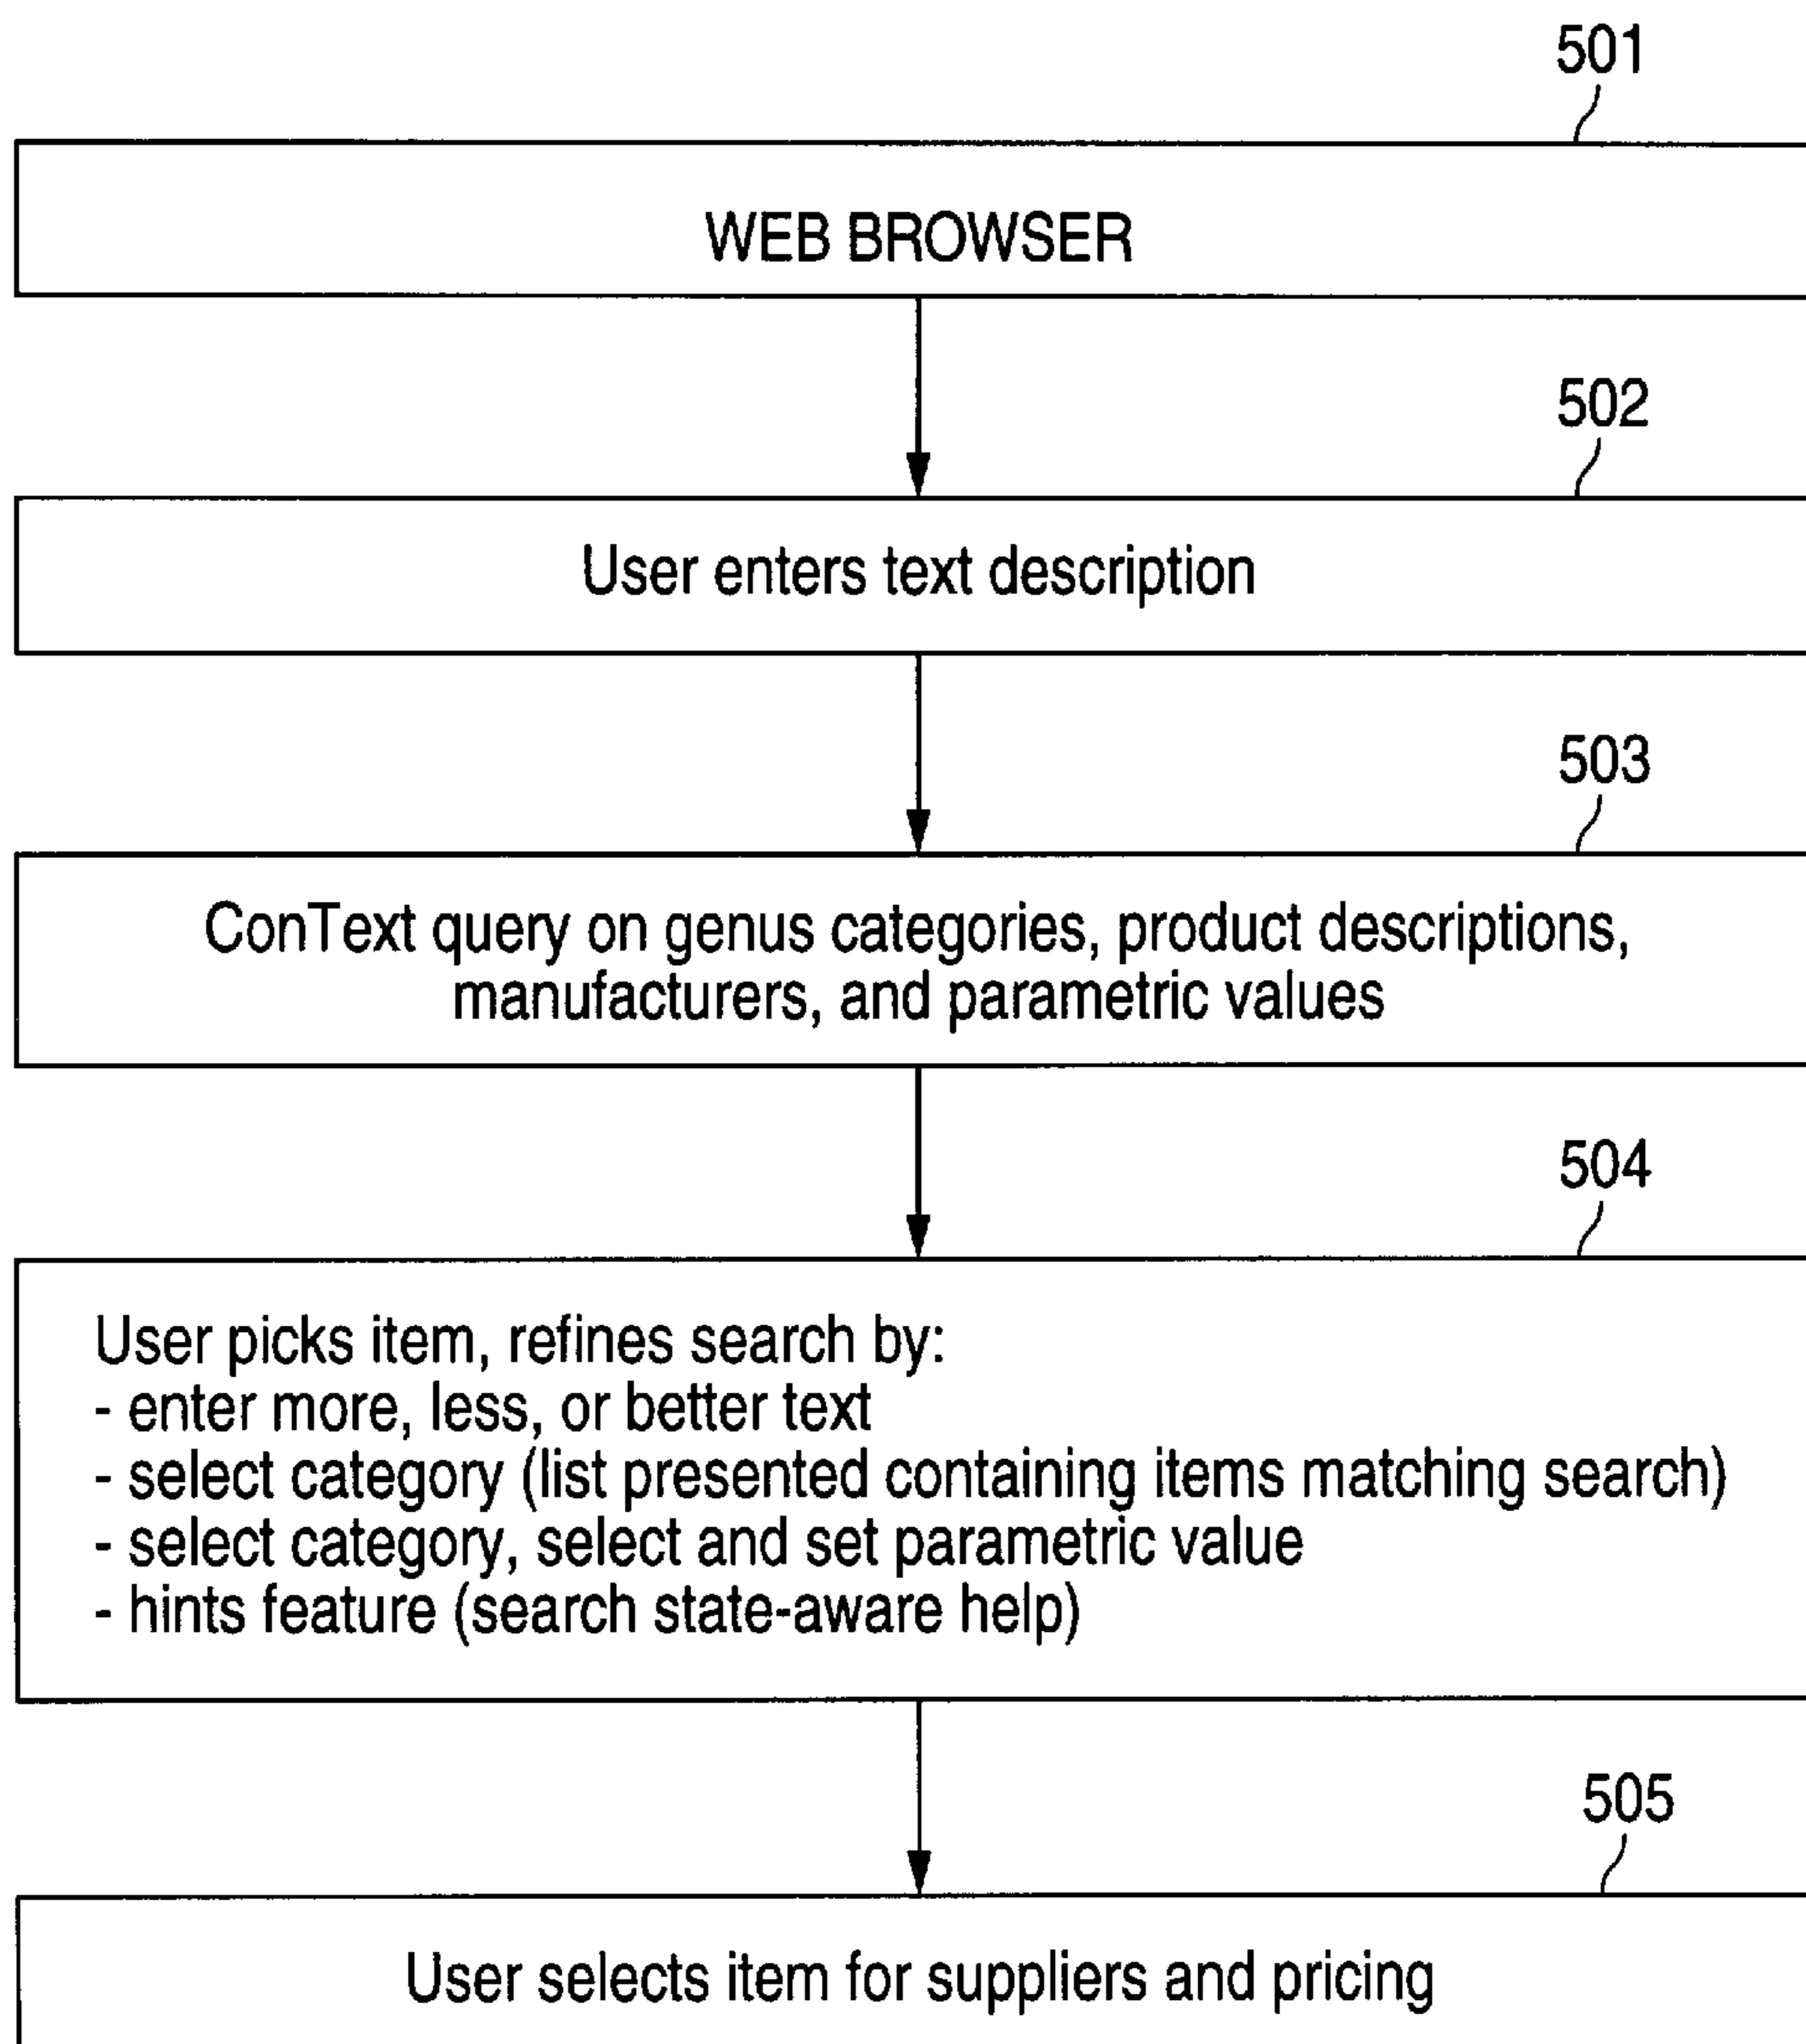 501
WEB BROWSER
502
User enters text description
503
ConText query on genus categories, product descriptions,
manufacturers, and parametric values
504
User picks item, refines search by:
- enter more, less, or better text
- select category (list presented containing items matching search)
- select category, select and set parametric value
- hints feature (search state-aware help)
505
User selects item for suppliers and pricing